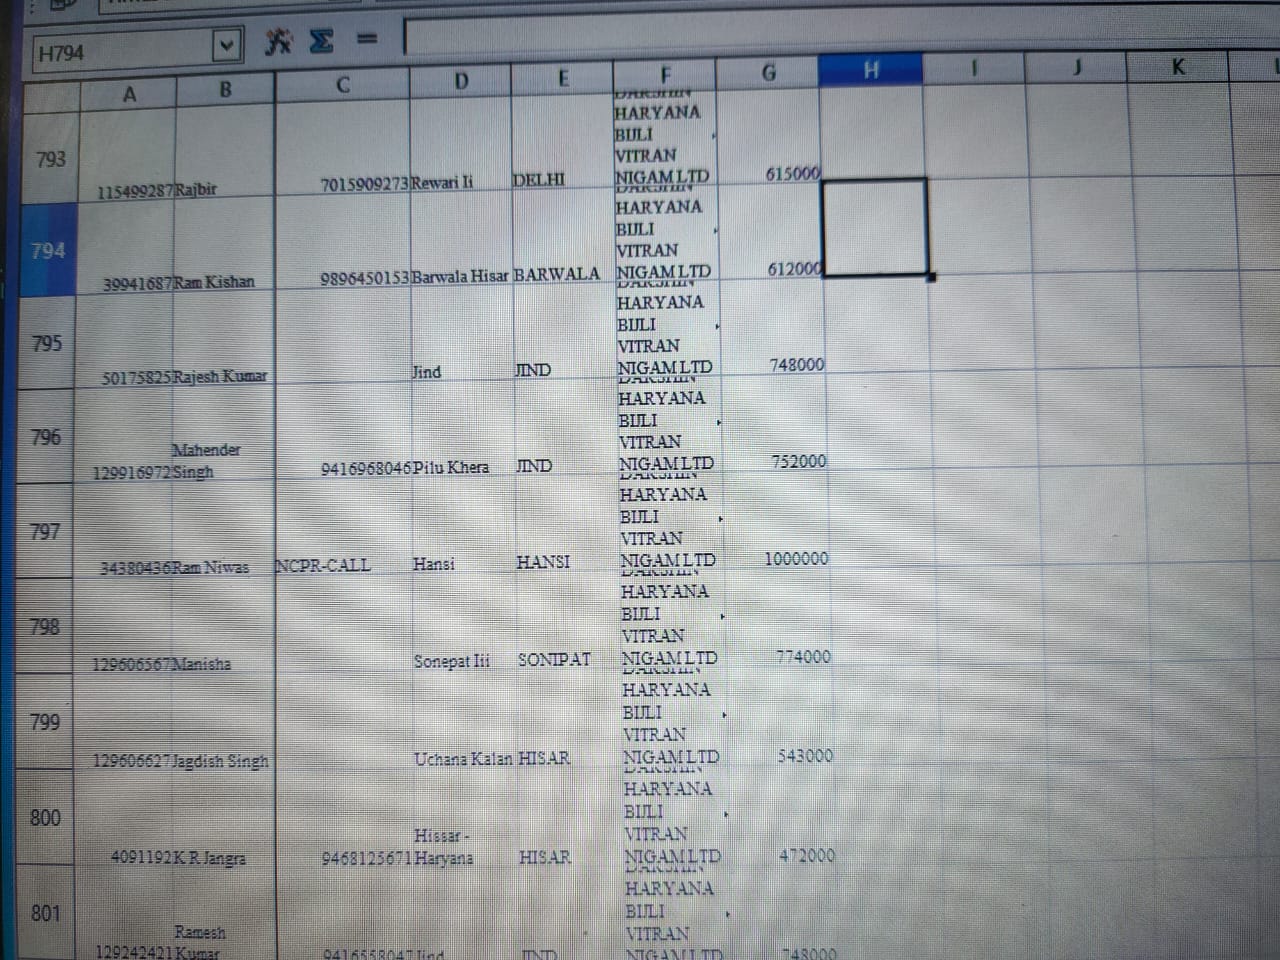 H794 =
A B C D E F G H I J K
793 115499287 Rajbir 7015909273 Rewari Ii DELHI DAKSHIN
HARYANA
BIJLI
VITRAN
NIGAM LTD 615000
794 39941687 Ram Kishan 9896450153 Barwala Hisar BARWALA DAKSHIN
HARYANA
BIJLI
VITRAN
NIGAM LTD 612000
795 50175825 Rajesh Kumar Jind JIND DAKSHIN
HARYANA
BIJLI
VITRAN
NIGAM LTD 748000
796 129916972 Mahender
Singh 9416968046 Pilu Khera JIND DAKSHIN
HARYANA
BIJLI
VITRAN
NIGAM LTD 752000
797 34380436 Ram Niwas NCPR-CALL Hansi HANSI DAKSHIN
HARYANA
BIJLI
VITRAN
NIGAM LTD 1000000
798 129606567 Manisha Sonepat Iii SONIPAT DAKSHIN
HARYANA
BIJLI
VITRAN
NIGAM LTD 774000
799 129606627 Jagdish Singh Uchana Kalan HISAR DAKSHIN
HARYANA
BIJLI
VITRAN
NIGAM LTD 543000
800 4091192 K R Jangra 9468125671 Hissar -
Haryana HISAR DAKSHIN
HARYANA
BIJLI
VITRAN
NIGAM LTD 472000
801 129242421 Ramesh
Kumar 9416558047 Jind JIND DAKSHIN
HARYANA
BIJLI
VITRAN
NIGAM LTD 748000